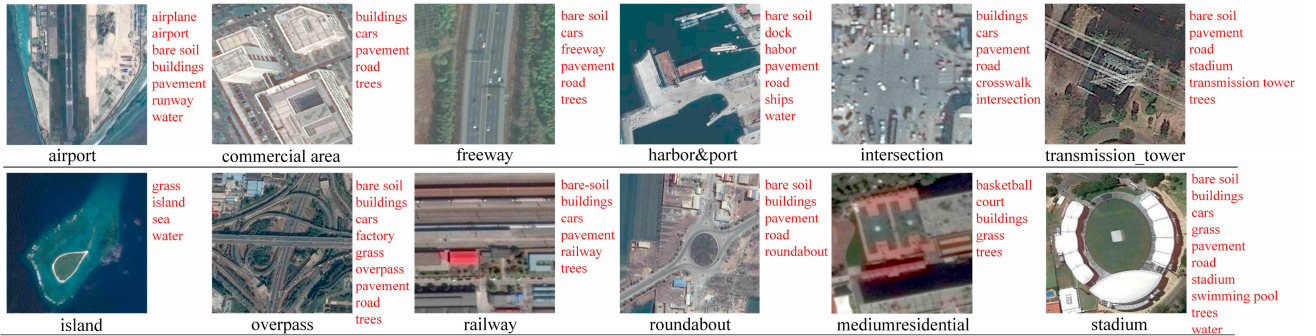 airplane
airport
bare soil
buildings
pavement
runway
water
airport
buildings
cars
pavement
road
trees
commercial area
bare soil
cars
freeway
pavement
road
trees
freeway
bare soil
dock
habor
pavement
road
ships
water
harbor&port
buildings
cars
pavement
road
crosswalk
intersection
intersection
bare soil
pavement
road
stadium
transmission tower
trees
transmission_tower
grass
island
sea
water
island
bare soil
buildings
cars
factory
grass
overpass
pavement
road
trees
overpass
bare-soil
buildings
cars
pavement
railway
trees
railway
bare soil
buildings
pavement
road
roundabout
roundabout
basketball
court
buildings
grass
trees
mediumresidential
bare soil
buildings
cars
grass
pavement
road
stadium
swimming pool
trees
water
stadium